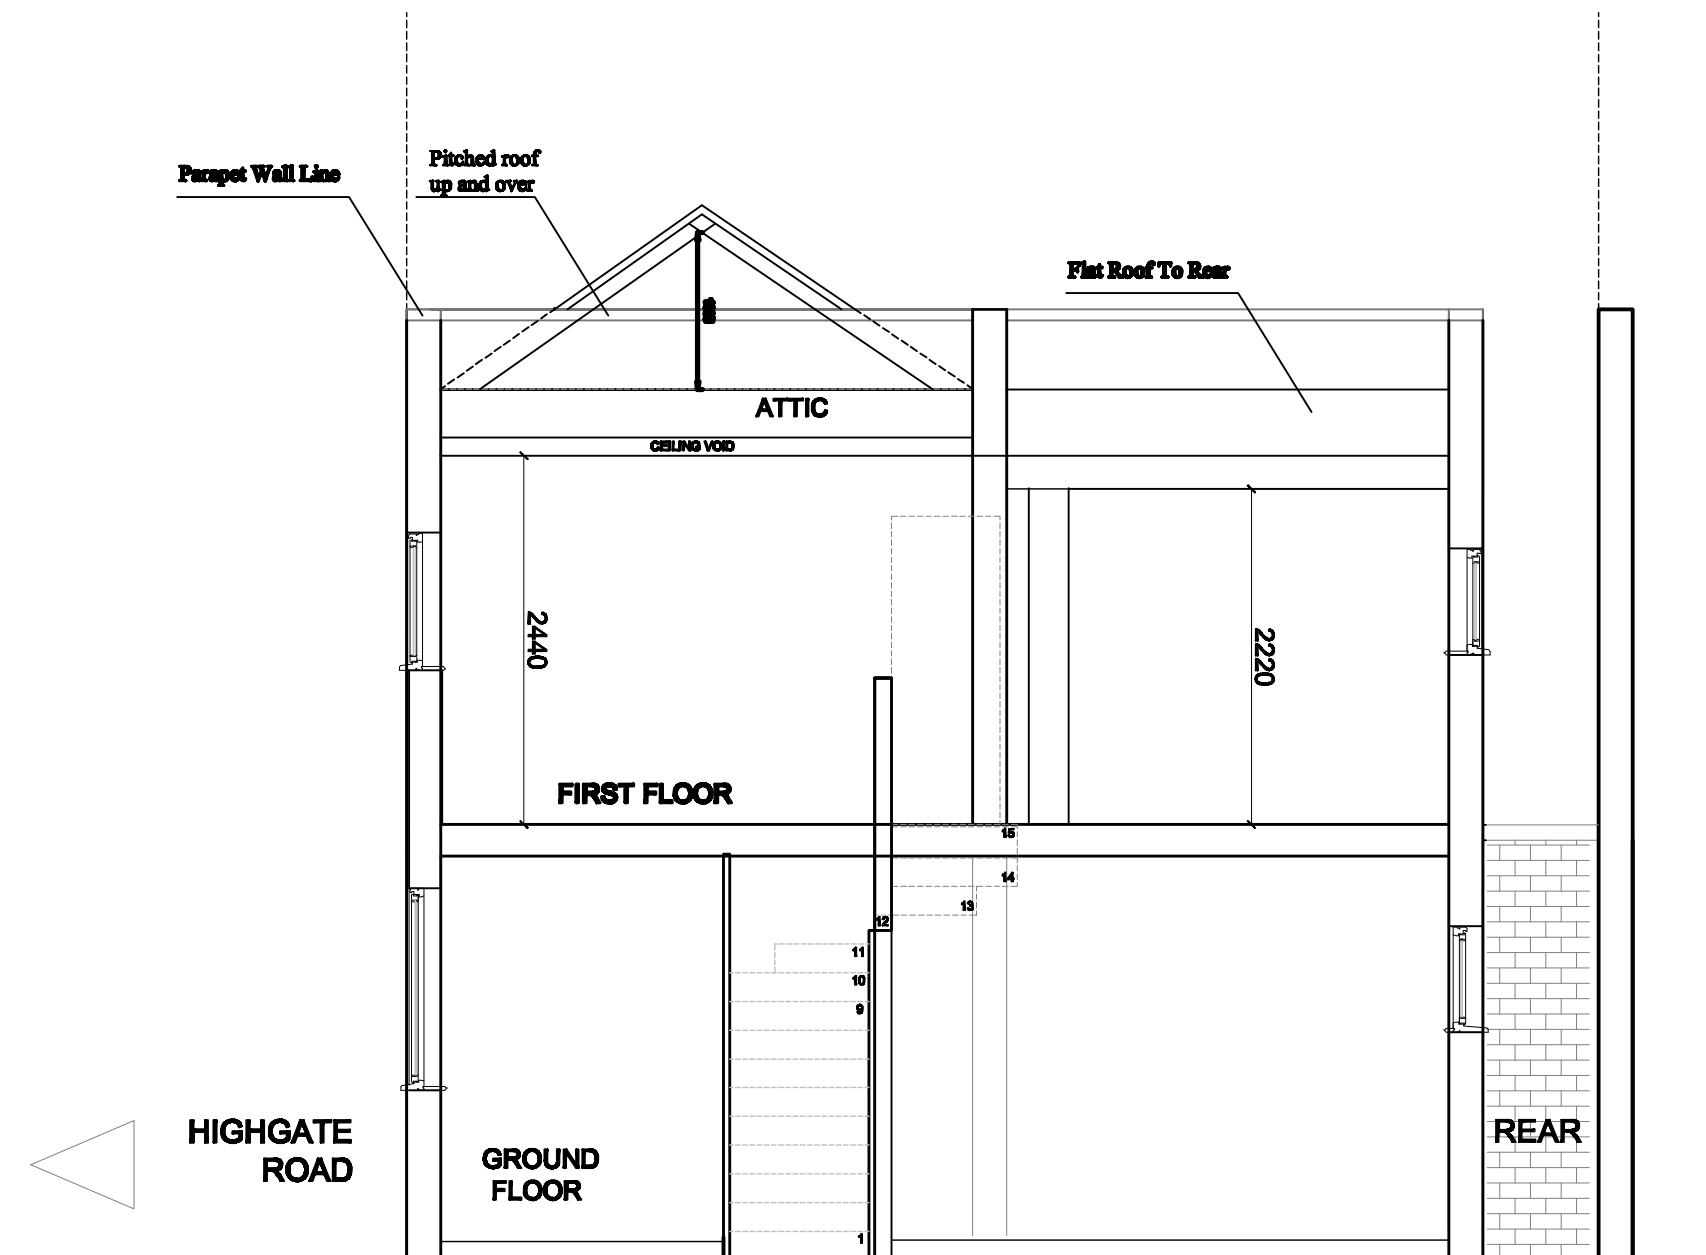 Pitched roof
up and over
Parapet Wall Line
Flat Roof To Rear
ATTIC
CEILING VOID
2440
2220
FIRST FLOOR
15
14
13
12
11
10
9
HIGHGATE
ROAD
GROUND
FLOOR
REAR
1